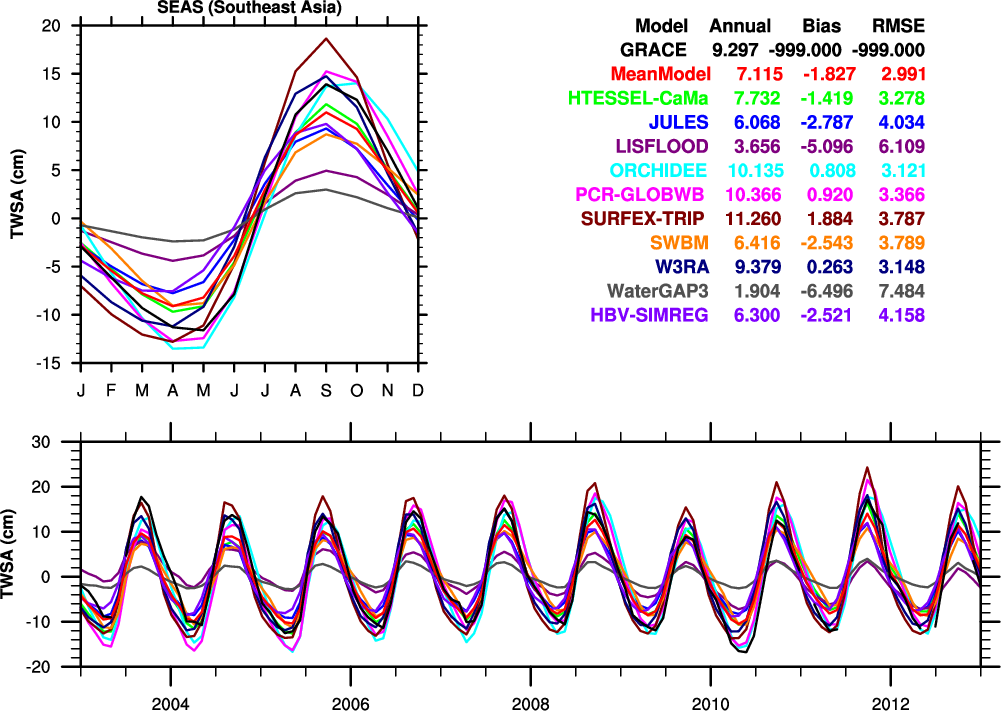 SEAS (Southeast Asia)
20
15
10
5
0
-5
-10
-15
TWSA (cm)
J F M A M J J A S O N D
Model Annual Bias RMSE
GRACE 9.297 -999.000 -999.000
MeanModel 7.115 -1.827 2.991
HTESSEL-CaMa 7.732 -1.419 3.278
JULES 6.068 -2.787 4.034
LISFLOOD 3.656 -5.096 6.109
ORCHIDEE 10.135 0.808 3.121
PCR-GLOBWB 10.366 0.920 3.366
SURFEX-TRIP 11.260 1.884 3.787
SWBM 6.416 -2.543 3.789
W3RA 9.379 0.263 3.148
WaterGAP3 1.904 -6.496 7.484
HBV-SIMREG 6.300 -2.521 4.158
30
20
10
0
-10
-20
TWSA (cm)
2004 2006 2008 2010 2012